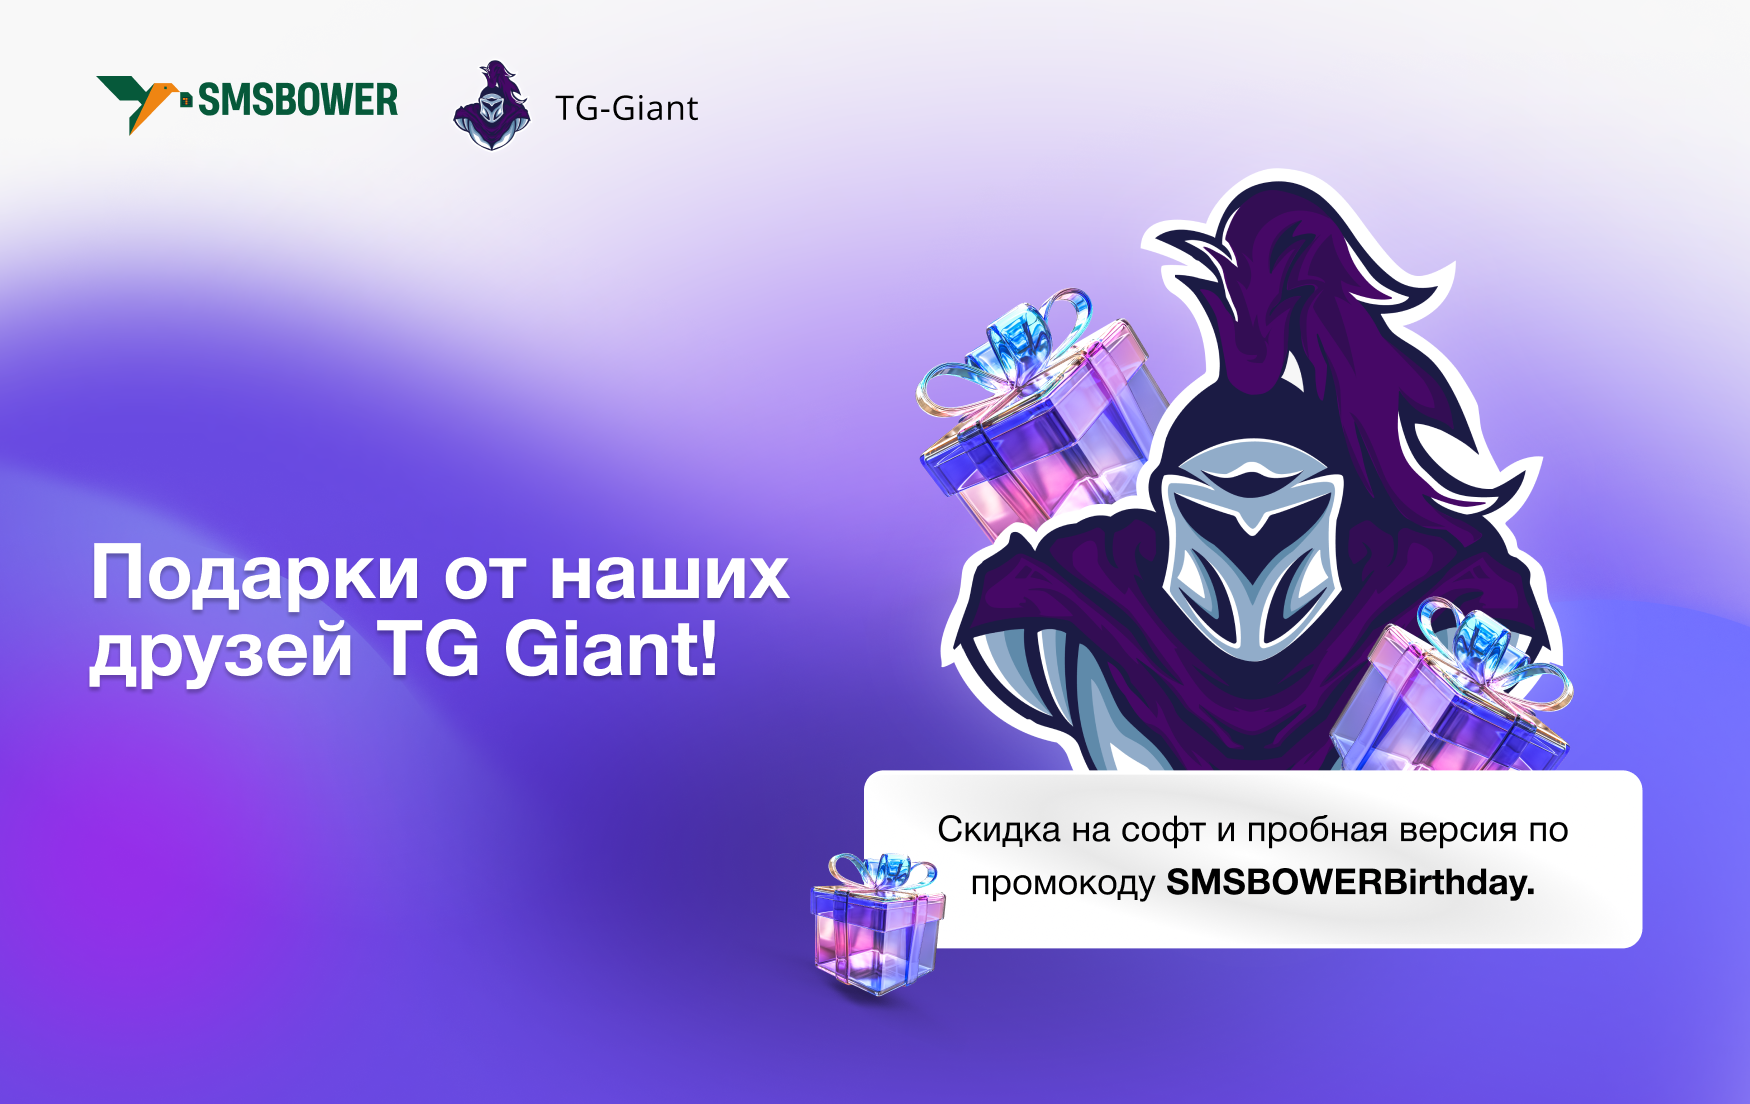 SMSBOWER
TG-Giant
Подарки от наших
друзей TG Giant!
Скидка на софт и пробная версия по
промокоду SMSBOWERBirthday.